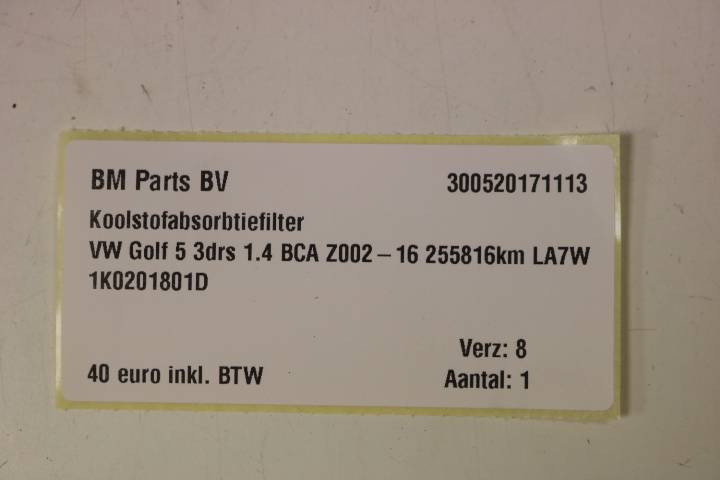 BM Parts BV 300520171113
Koolstofabsorbtiefilter
VW Golf 5 3drs 1.4 BCA Z002 – 16 255816km LA7W
1K0201801D
Verz: 8
40 euro inkl. BTW Aantal: 1